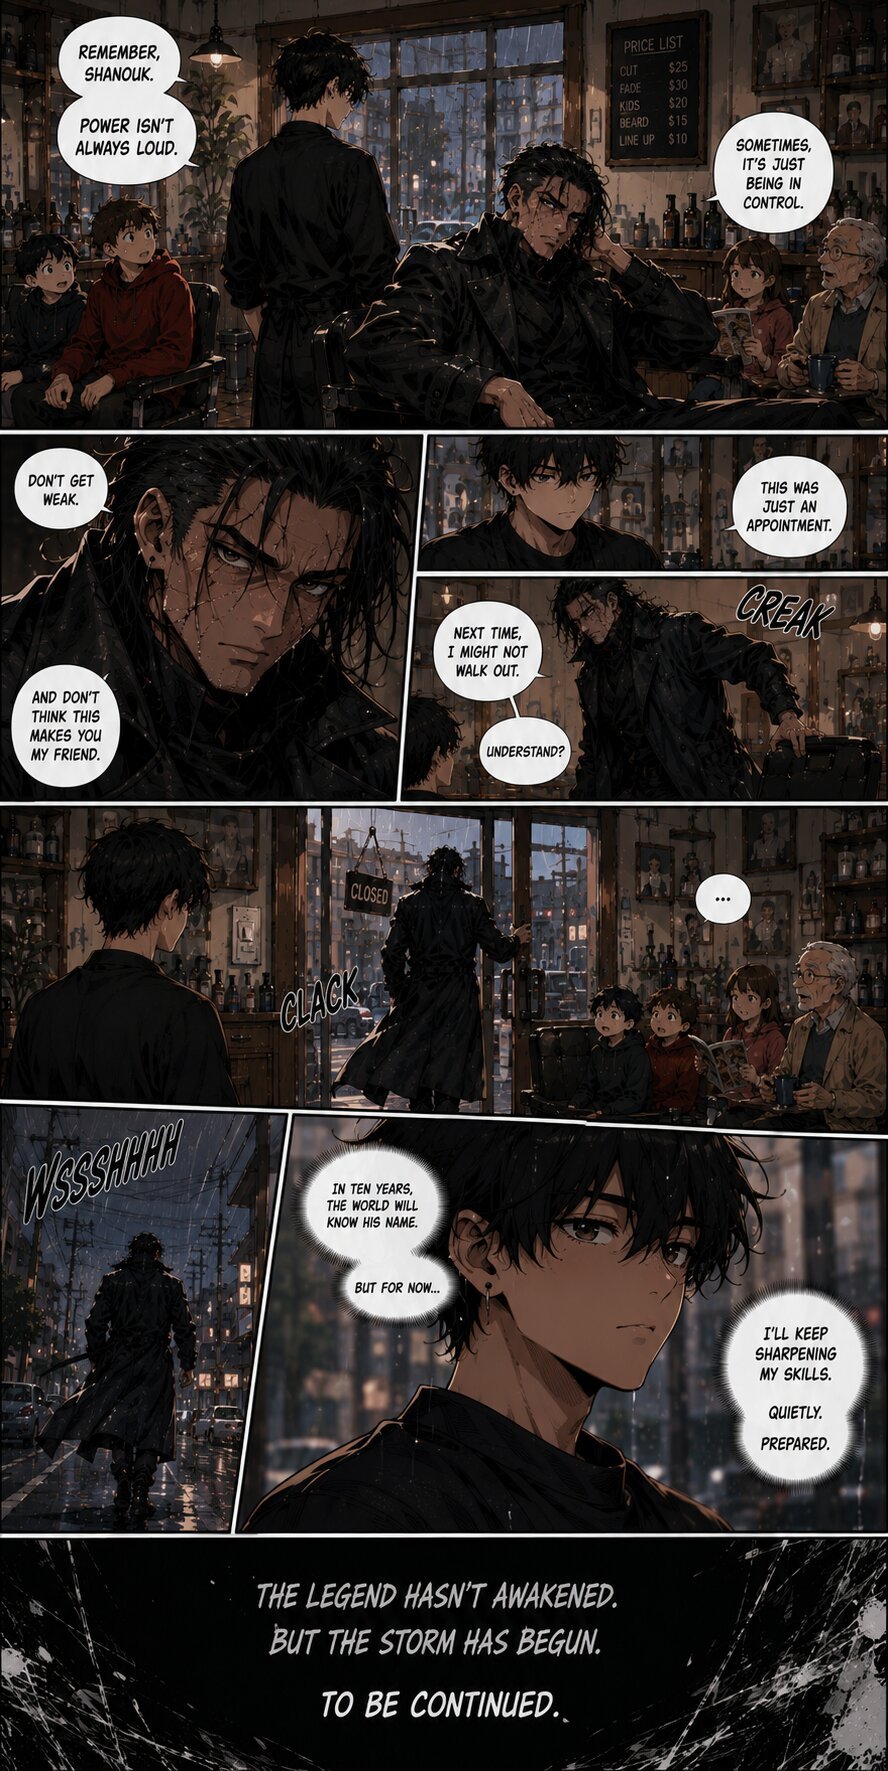 REMEMBER,
SHANOUK.
POWER ISN'T
ALWAYS LOUD.
PRICE LIST
CUT $25
FADE $30
KIDS $20
BEARD $15
LINE UP $10
SOMETIMES,
IT'S JUST
BEING IN
CONTROL.
DON'T GET
WEAK.
AND DON'T
THINK THIS
MAKES YOU
MY FRIEND.
THIS WAS
JUST AN
APPOINTMENT.
NEXT TIME,
I MIGHT NOT
WALK OUT.
UNDERSTAND?
CREAK
CLOSED
CLACK
...
WSSSHHHH
IN TEN YEARS,
THE WORLD WILL
KNOW HIS NAME.
BUT FOR NOW...
I'LL KEEP
SHARPENING
MY SKILLS.
QUIETLY.
PREPARED.
THE LEGEND HASN'T AWAKENED.
BUT THE STORM HAS BEGUN.
TO BE CONTINUED.